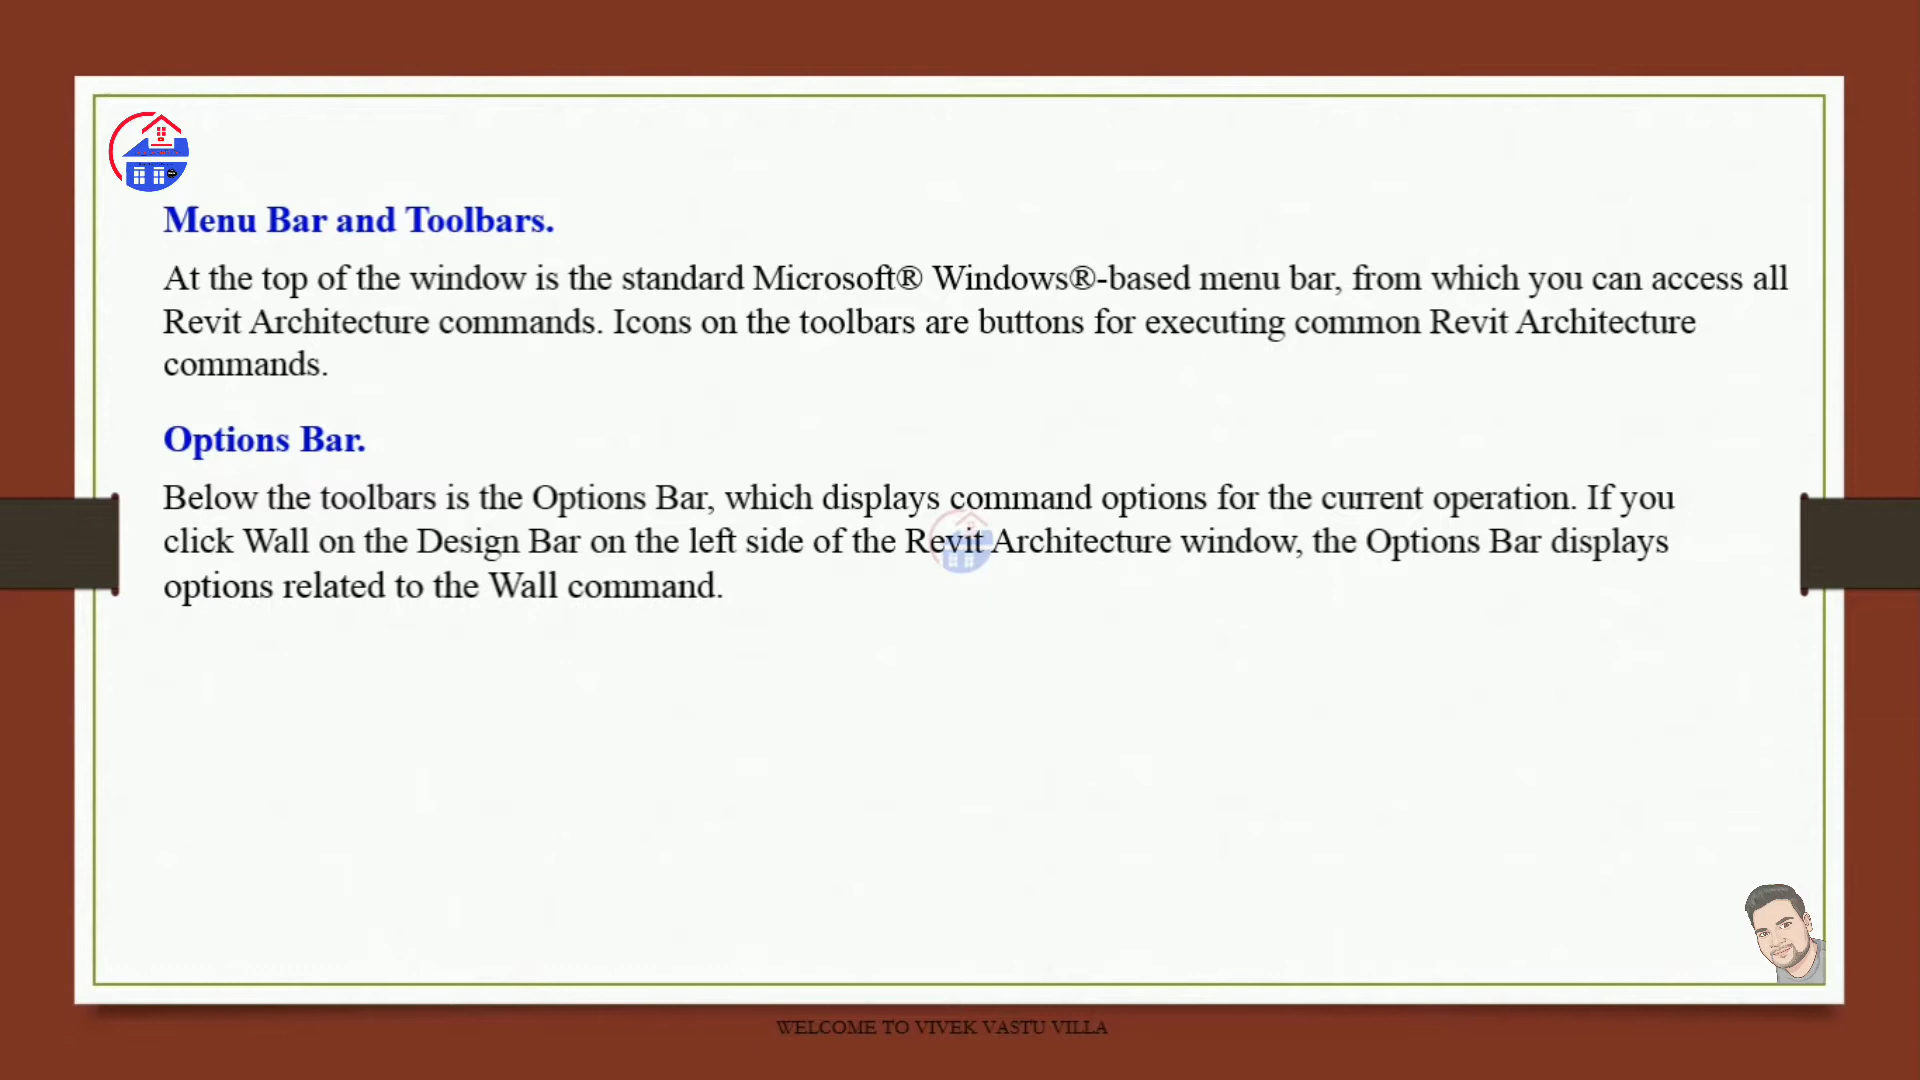 Menu Bar and Toolbars.
At the top of the window is the standard Microsoft® Windows®-based menu bar, from which you can access all
Revit Architecture commands. Icons on the toolbars are buttons for executing common Revit Architecture
commands.
Options Bar.
Below the toolbars is the Options Bar, which displays command options for the current operation. If you
click Wall on the Design Bar on the left side of the Revit Architecture window, the Options Bar displays
options related to the Wall command.
WELCOME TO VIVEK VASTU VILLA